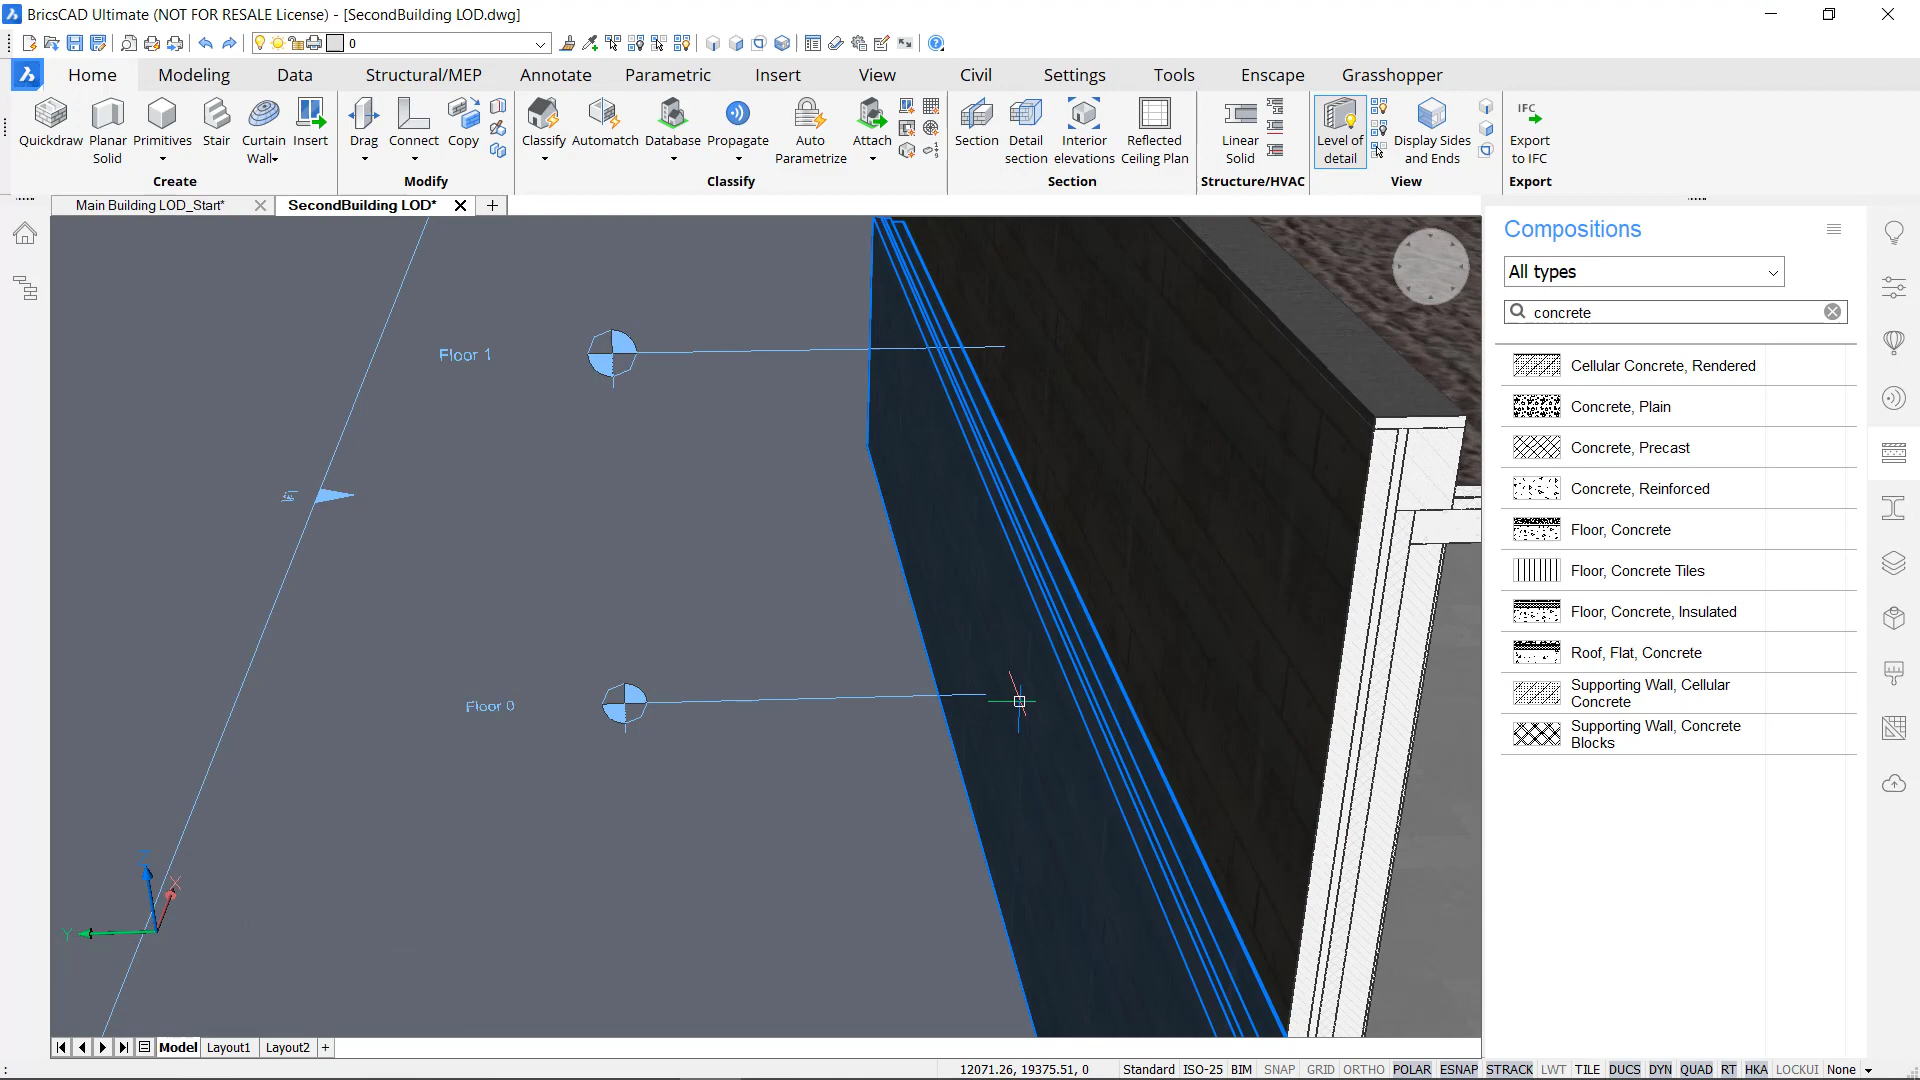 BricsCAD Ultimate (NOT FOR RESALE License) - [SecondBuilding LOD.dwg]
0
Home Modeling Data Structural/MEP Annotate Parametric Insert View Civil Settings Tools Enscape Grasshopper
Quickdraw Planar Solid Primitives Stair Curtain Wall Insert
Create
Drag Connect Copy
Modify
Classify Automatch Database Propagate Auto Parametrize Attach
Classify
Section Detail section Interior elevations Reflected Ceiling Plan
Section
Linear Solid
Structure/HVAC
Level of detail Display Sides and Ends
View
IFC
Export to IFC
Export
Main Building LOD_Start* SecondBuilding LOD*
Floor 1
Floor 0
Z
X
Y
Compositions
All types
concrete
Cellular Concrete, Rendered
Concrete, Plain
Concrete, Precast
Concrete, Reinforced
Floor, Concrete
Floor, Concrete Tiles
Floor, Concrete, Insulated
Roof, Flat, Concrete
Supporting Wall, Cellular
Concrete
Supporting Wall, Concrete
Blocks
Model Layout1 Layout2 +
: 12071.26, 19375.51, 0 Standard ISO-25 BIM SNAP GRID ORTHO POLAR ESNAP STRACK LWT TILE DUCS DYN QUAD RT HKA LOCKUI None